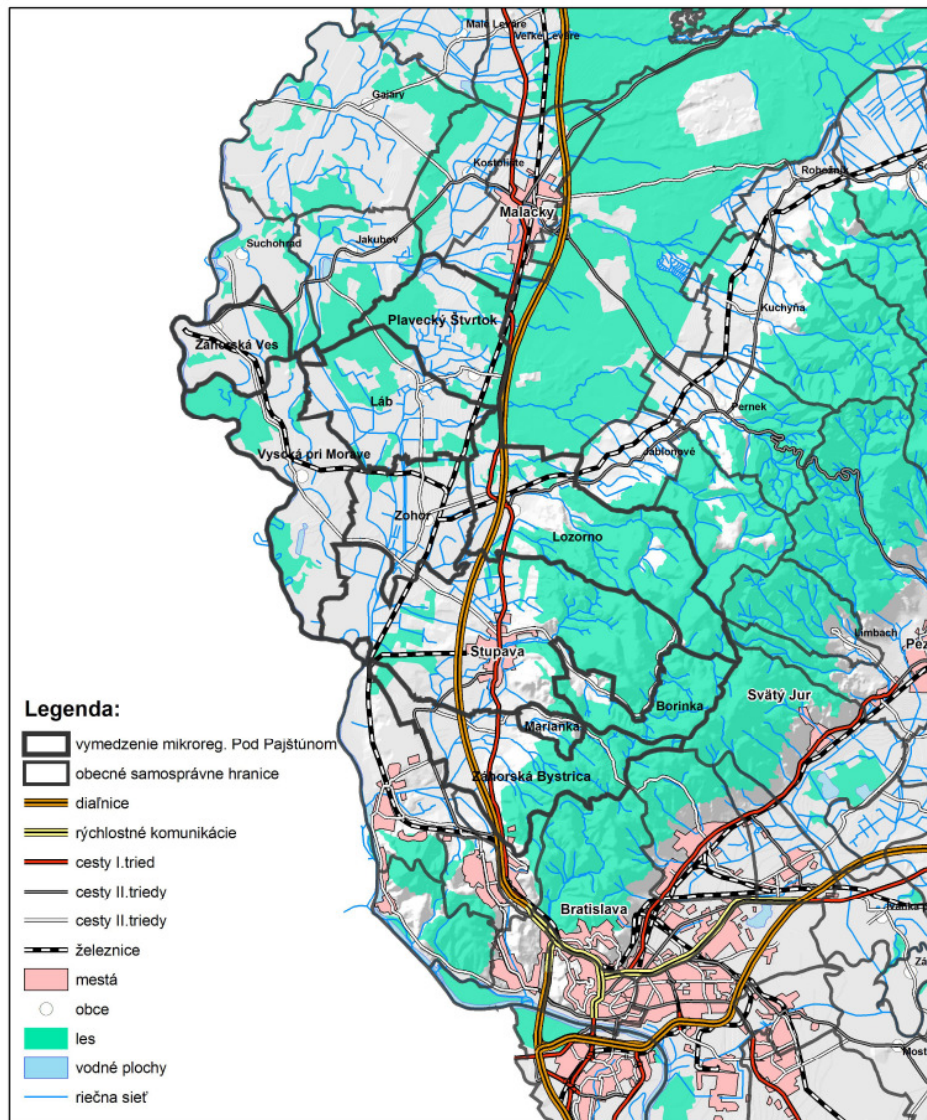 Malé Leváre
Veľké Leváre
Gajary
Kostolište
Malacky
Suchohrad
Jakubov
Kuchyňa
Plavecký Štvrtok
Záhorská Ves
Láb
Pernek
Jablonové
Vysoká pri Morave
Zohor
Lozorno
Limbach
Stupava
Svätý Jur
Borinka
Marianka
Záhorská Bystrica
Bratislava
Legenda:
vymedzenie mikroreg. Pod Pajštúnom
obecné samosprávne hranice
diaľnice
rýchlostné komunikácie
cesty I.tried
cesty II.triedy
cesty II.triedy
železnice
mestá
obce
les
vodné plochy
riečna sieť